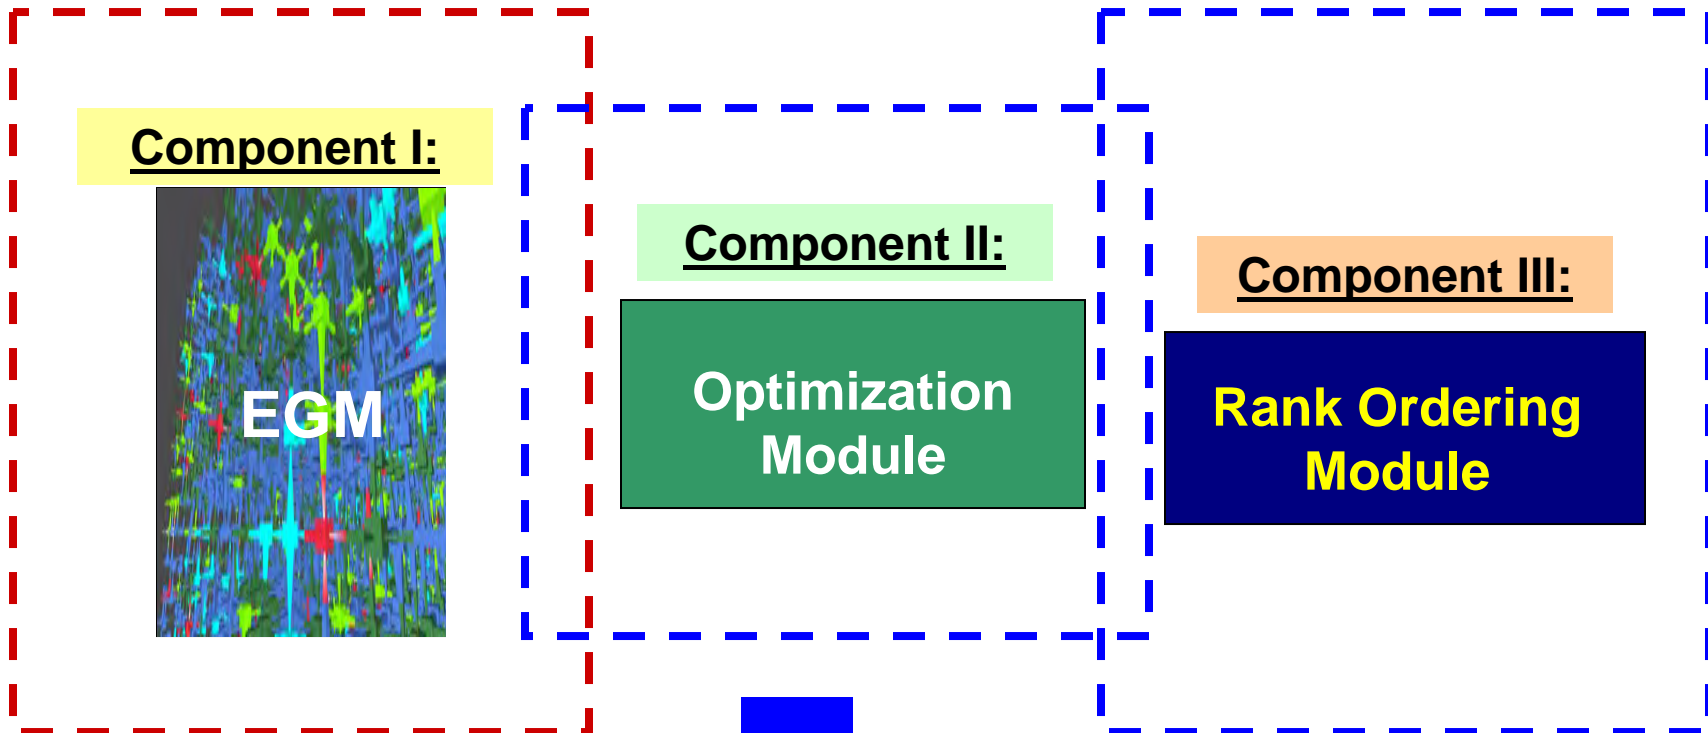 Component I:
EGM
Component II:
Optimization
Module
Component III:
Rank Ordering
Module